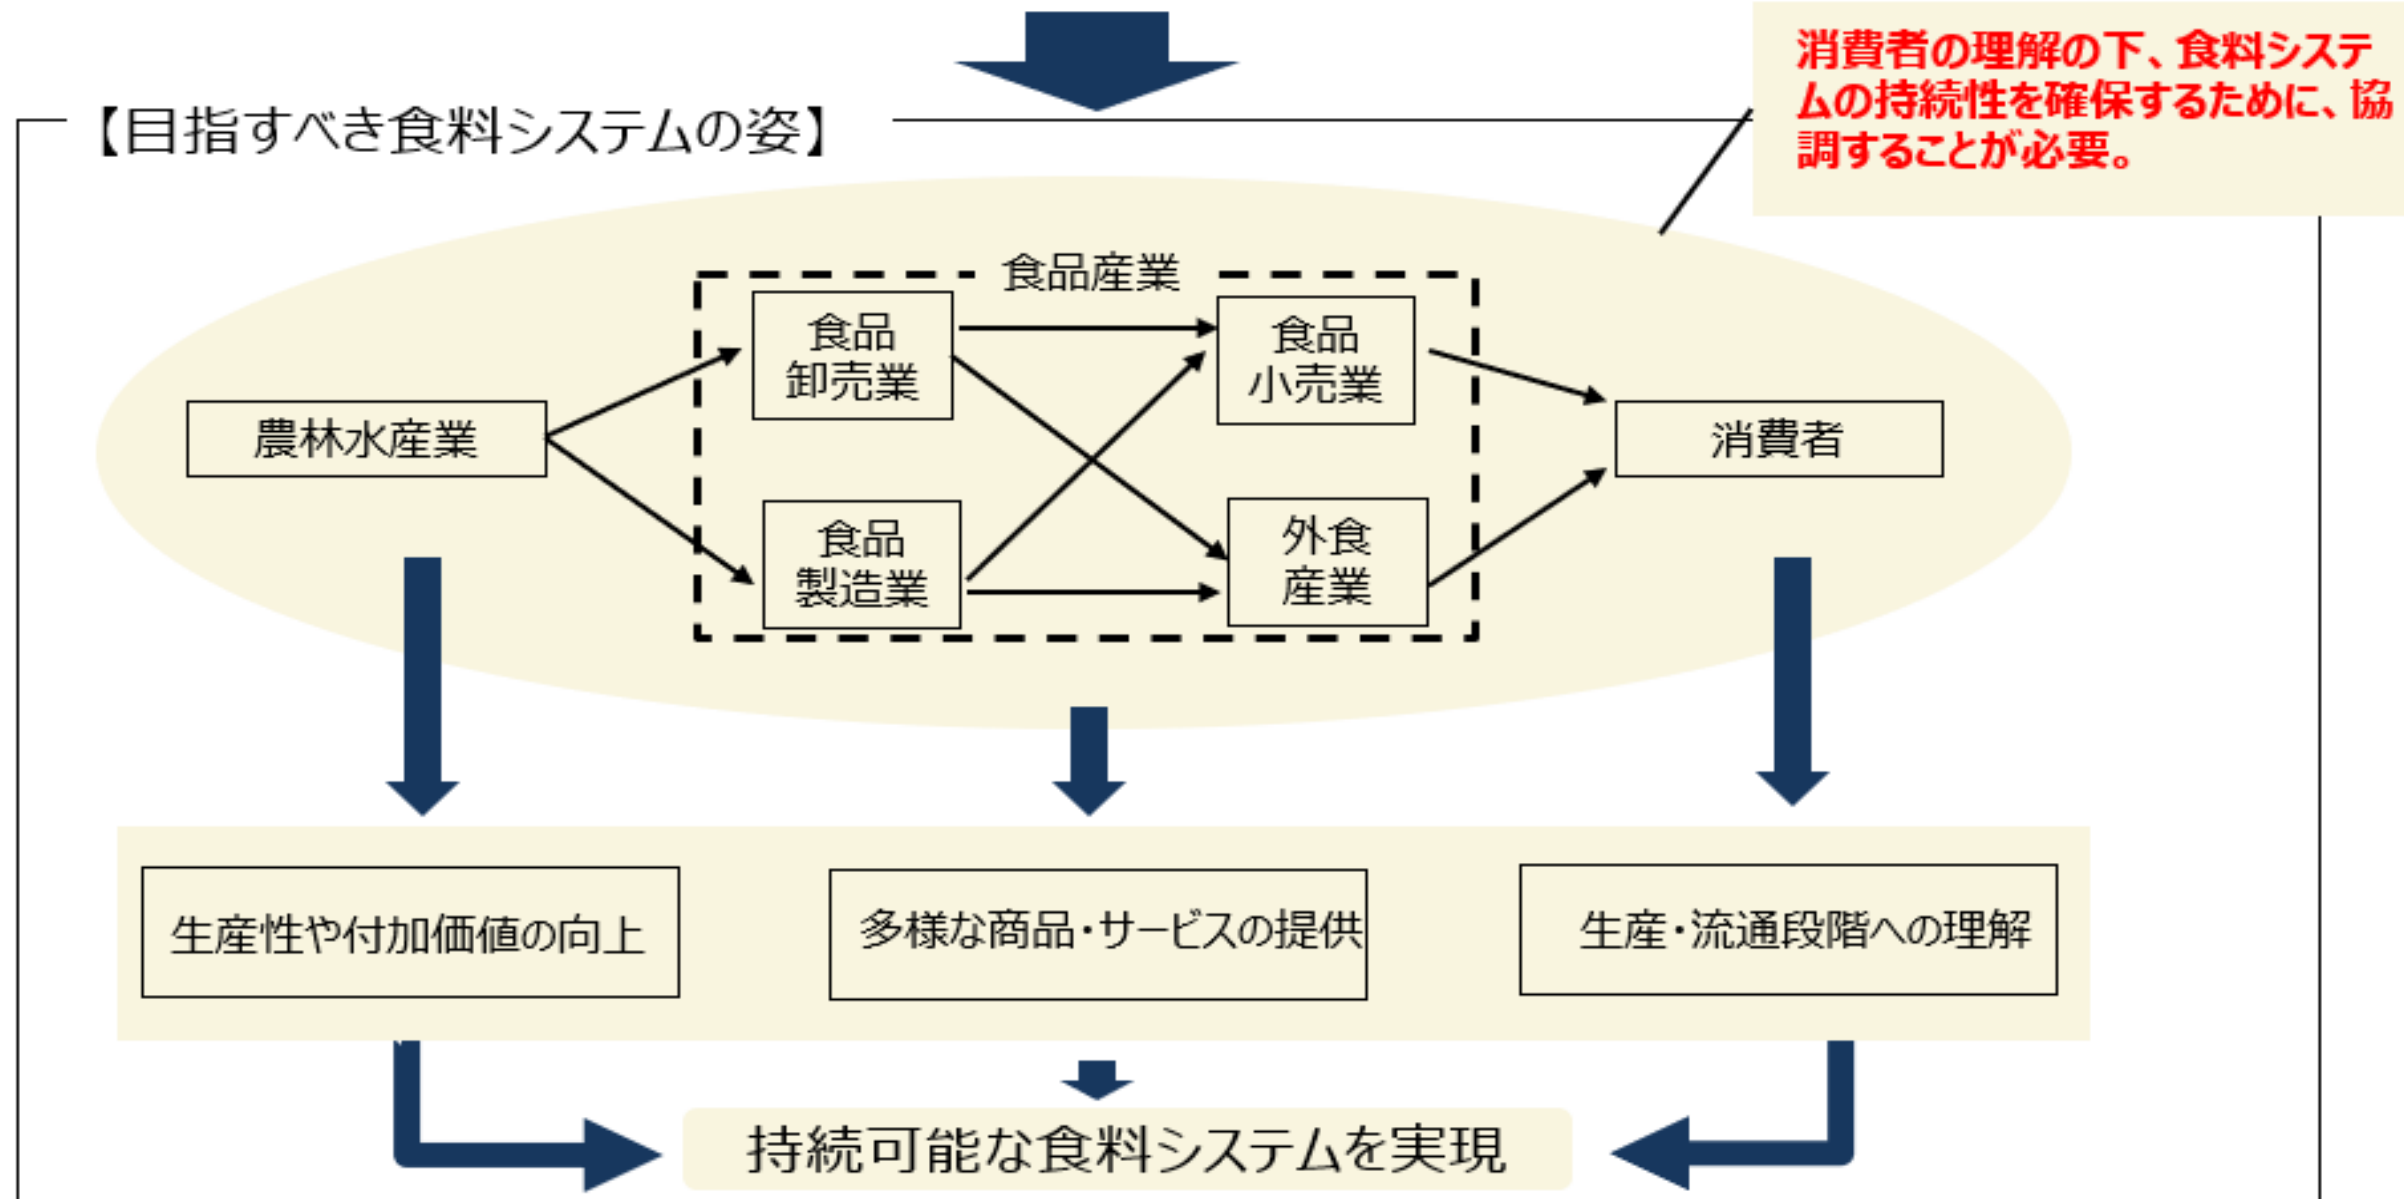 消費者の理解の下、食料システ
ムの持続性を確保するために、協
調することが必要。
【目指すべき食料システムの姿】
食品産業
食品
卸売業
食品
小売業
農林水産業
消費者
食品
製造業
外食
産業
生産性や付加価値の向上
多様な商品・サービスの提供
生産・流通段階への理解
持続可能な食料システムを実現